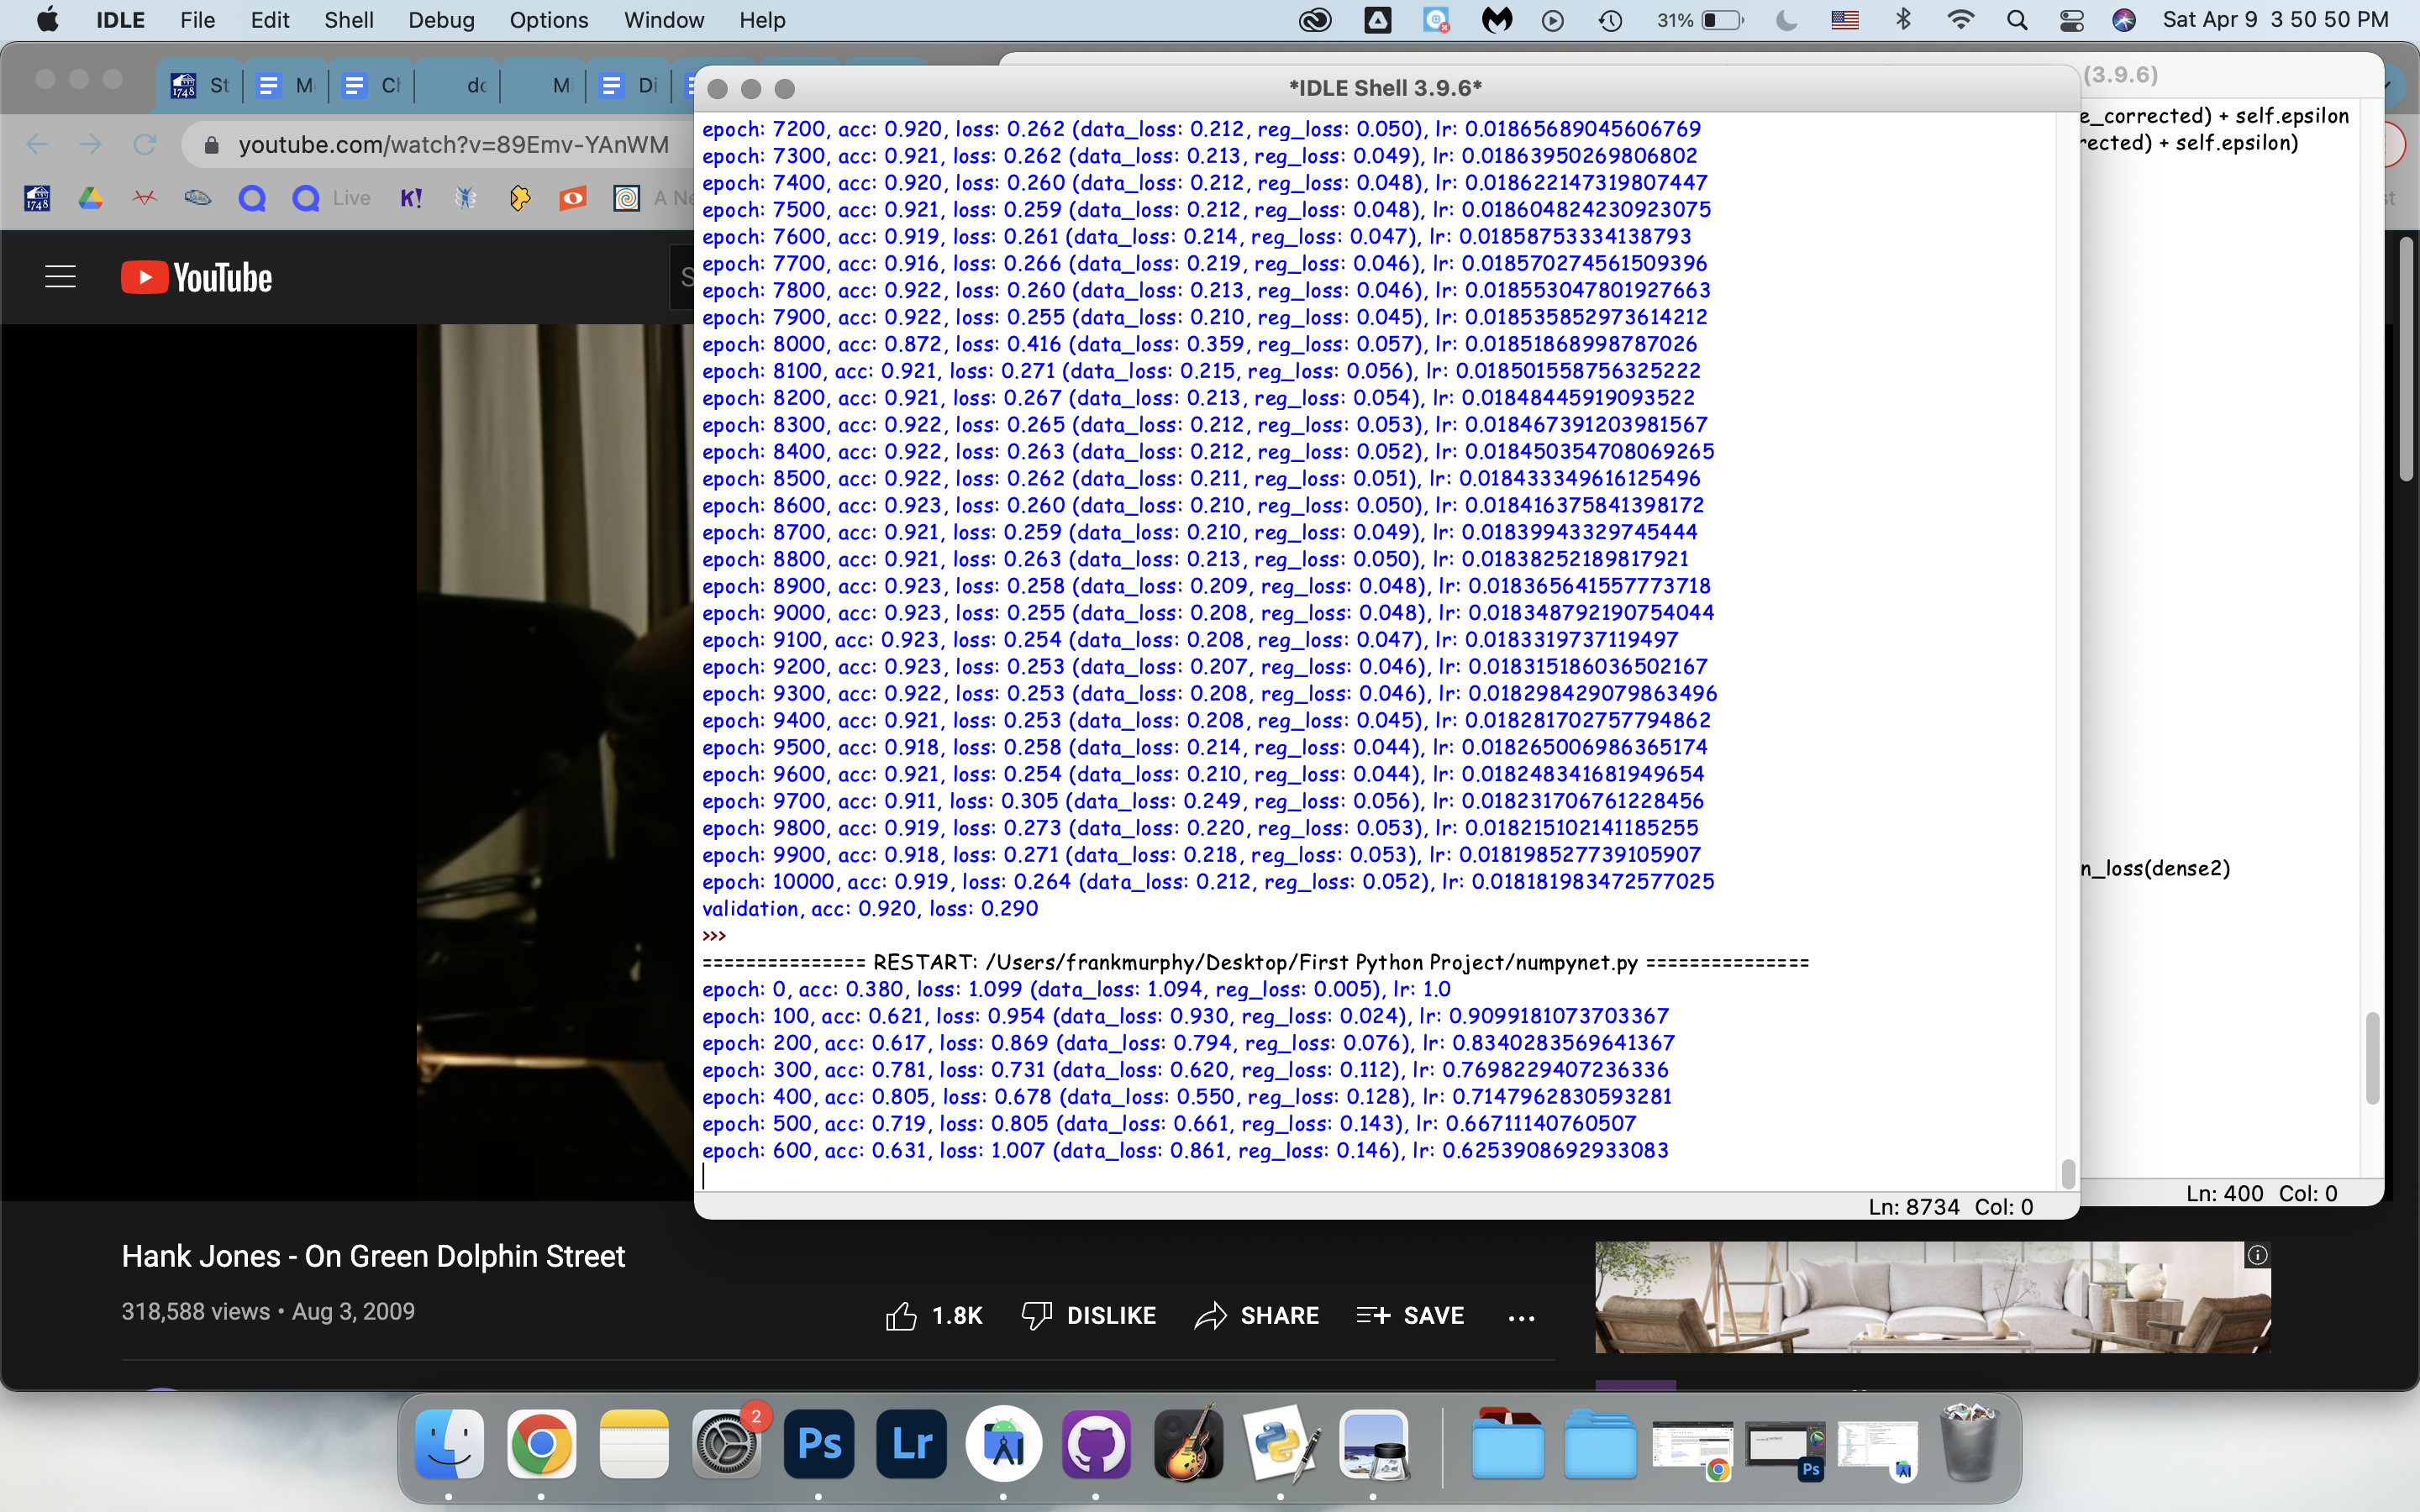 IDLE File Edit Shell Debug Options Window Help 31% Sat Apr 9 3 50 50 PM
1748 St M Cl dc M Di
*IDLE Shell 3.9.6*
(3.9.6)
youtube.com/watch?v=89Emv-YAnWM
1748 Live K! A Ne
YouTube
S
e_corrected) + self.epsilon
rected) + self.epsilon)
epoch: 7200, acc: 0.920, loss: 0.262 (data_loss: 0.212, reg_loss: 0.050), lr: 0.01865689045606769
epoch: 7300, acc: 0.921, loss: 0.262 (data_loss: 0.213, reg_loss: 0.049), lr: 0.01863950269806802
epoch: 7400, acc: 0.920, loss: 0.260 (data_loss: 0.212, reg_loss: 0.048), lr: 0.018622147319807447
epoch: 7500, acc: 0.921, loss: 0.259 (data_loss: 0.212, reg_loss: 0.048), lr: 0.018604824230923075
epoch: 7600, acc: 0.919, loss: 0.261 (data_loss: 0.214, reg_loss: 0.047), lr: 0.01858753334138793
epoch: 7700, acc: 0.916, loss: 0.266 (data_loss: 0.219, reg_loss: 0.046), lr: 0.018570274561509396
epoch: 7800, acc: 0.922, loss: 0.260 (data_loss: 0.213, reg_loss: 0.046), lr: 0.018553047801927663
epoch: 7900, acc: 0.922, loss: 0.255 (data_loss: 0.210, reg_loss: 0.045), lr: 0.018535852973614212
epoch: 8000, acc: 0.872, loss: 0.416 (data_loss: 0.359, reg_loss: 0.057), lr: 0.01851868998787026
epoch: 8100, acc: 0.921, loss: 0.271 (data_loss: 0.215, reg_loss: 0.056), lr: 0.018501558756325222
epoch: 8200, acc: 0.921, loss: 0.267 (data_loss: 0.213, reg_loss: 0.054), lr: 0.01848445919093522
epoch: 8300, acc: 0.922, loss: 0.265 (data_loss: 0.212, reg_loss: 0.053), lr: 0.018467391203981567
epoch: 8400, acc: 0.922, loss: 0.263 (data_loss: 0.212, reg_loss: 0.052), lr: 0.018450354708069265
epoch: 8500, acc: 0.922, loss: 0.262 (data_loss: 0.211, reg_loss: 0.051), lr: 0.018433349616125496
epoch: 8600, acc: 0.923, loss: 0.260 (data_loss: 0.210, reg_loss: 0.050), lr: 0.018416375841398172
epoch: 8700, acc: 0.921, loss: 0.259 (data_loss: 0.210, reg_loss: 0.049), lr: 0.01839943329745444
epoch: 8800, acc: 0.921, loss: 0.263 (data_loss: 0.213, reg_loss: 0.050), lr: 0.01838252189817921
epoch: 8900, acc: 0.923, loss: 0.258 (data_loss: 0.209, reg_loss: 0.048), lr: 0.018365641557773718
epoch: 9000, acc: 0.923, loss: 0.255 (data_loss: 0.208, reg_loss: 0.048), lr: 0.018348792190754044
epoch: 9100, acc: 0.923, loss: 0.254 (data_loss: 0.208, reg_loss: 0.047), lr: 0.0183319737119497
epoch: 9200, acc: 0.923, loss: 0.253 (data_loss: 0.207, reg_loss: 0.046), lr: 0.018315186036502167
epoch: 9300, acc: 0.922, loss: 0.253 (data_loss: 0.208, reg_loss: 0.046), lr: 0.018298429079863496
epoch: 9400, acc: 0.921, loss: 0.253 (data_loss: 0.208, reg_loss: 0.045), lr: 0.018281702757794862
epoch: 9500, acc: 0.918, loss: 0.258 (data_loss: 0.214, reg_loss: 0.044), lr: 0.018265006986365174
epoch: 9600, acc: 0.921, loss: 0.254 (data_loss: 0.210, reg_loss: 0.044), lr: 0.018248341681949654
epoch: 9700, acc: 0.911, loss: 0.305 (data_loss: 0.249, reg_loss: 0.056), lr: 0.018231706761228456
epoch: 9800, acc: 0.919, loss: 0.273 (data_loss: 0.220, reg_loss: 0.053), lr: 0.018215102141185255
epoch: 9900, acc: 0.918, loss: 0.271 (data_loss: 0.218, reg_loss: 0.053), lr: 0.018198527739105907
epoch: 10000, acc: 0.919, loss: 0.264 (data_loss: 0.212, reg_loss: 0.052), lr: 0.018181983472577025
validation, acc: 0.920, loss: 0.290
>>>
=============== RESTART: /Users/frankmurphy/Desktop/First Python Project/numpynet.py ===============
epoch: 0, acc: 0.380, loss: 1.099 (data_loss: 1.094, reg_loss: 0.005), lr: 1.0
epoch: 100, acc: 0.621, loss: 0.954 (data_loss: 0.930, reg_loss: 0.024), lr: 0.9099181073703367
epoch: 200, acc: 0.617, loss: 0.869 (data_loss: 0.794, reg_loss: 0.076), lr: 0.8340283569641367
epoch: 300, acc: 0.781, loss: 0.731 (data_loss: 0.620, reg_loss: 0.112), lr: 0.7698229407236336
epoch: 400, acc: 0.805, loss: 0.678 (data_loss: 0.550, reg_loss: 0.128), lr: 0.7147962830593281
epoch: 500, acc: 0.719, loss: 0.805 (data_loss: 0.661, reg_loss: 0.143), lr: 0.66711140760507
epoch: 600, acc: 0.631, loss: 1.007 (data_loss: 0.861, reg_loss: 0.146), lr: 0.6253908692933083
n_loss(dense2)
Ln: 8734 Col: 0
Ln: 400 Col: 0
Hank Jones - On Green Dolphin Street
318,588 views • Aug 3, 2009
1.8K DISLIKE SHARE SAVE
2
Ps Lr
Ps